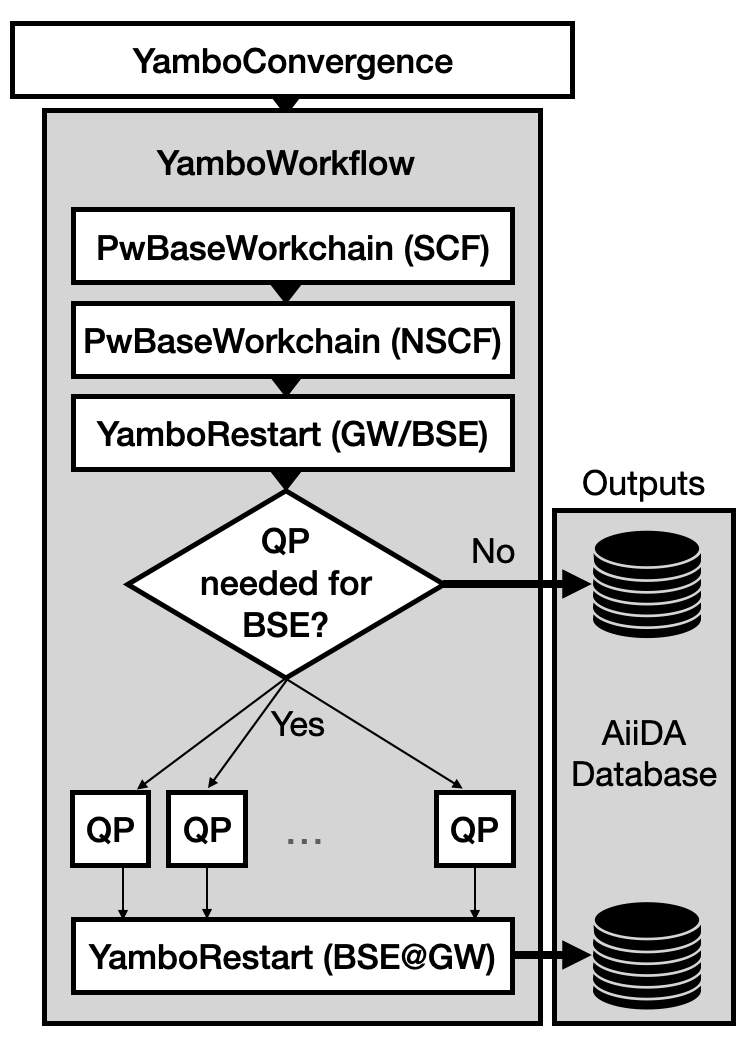 YamboConvergence
YamboWorkflow
PwBaseWorkchain (SCF)
PwBaseWorkchain (NSCF)
YamboRestart (GW/BSE)
Outputs
QP
needed for
BSE?
No
Yes
AiiDA
Database
QP
QP
...
QP
YamboRestart (BSE@GW)